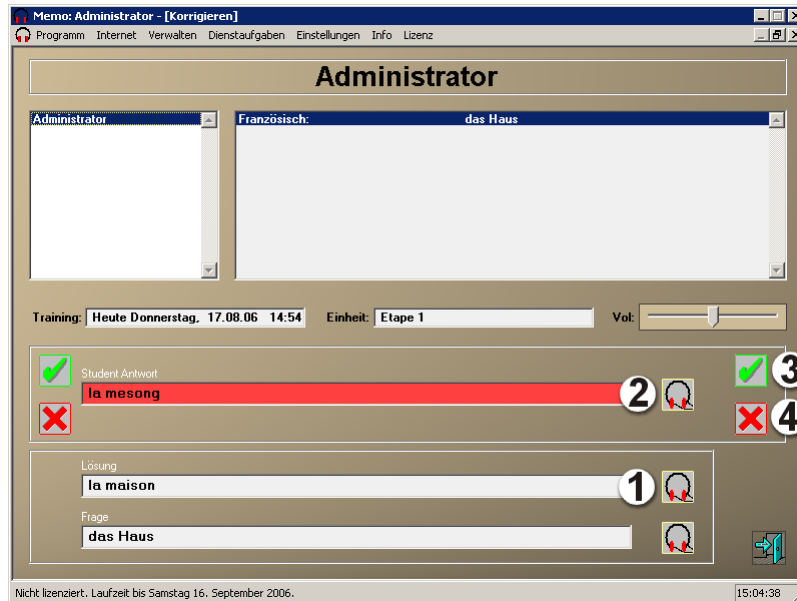 Memo: Administrator - [Korrigieren]
Programm Internet Verwalten Dienstaufgaben Einstellungen Info Lizenz
Administrator
Administrator Französisch: das Haus
Training: Heute Donnerstag, 17.08.06 14:54 Einheit: Etape 1 Vol:
3
Student Antwort
la mesong 2
4
Lösung
la maison 1
Frage
das Haus
Nicht lizenziert. Laufzeit bis Samstag 16. September 2006. 15:04:38